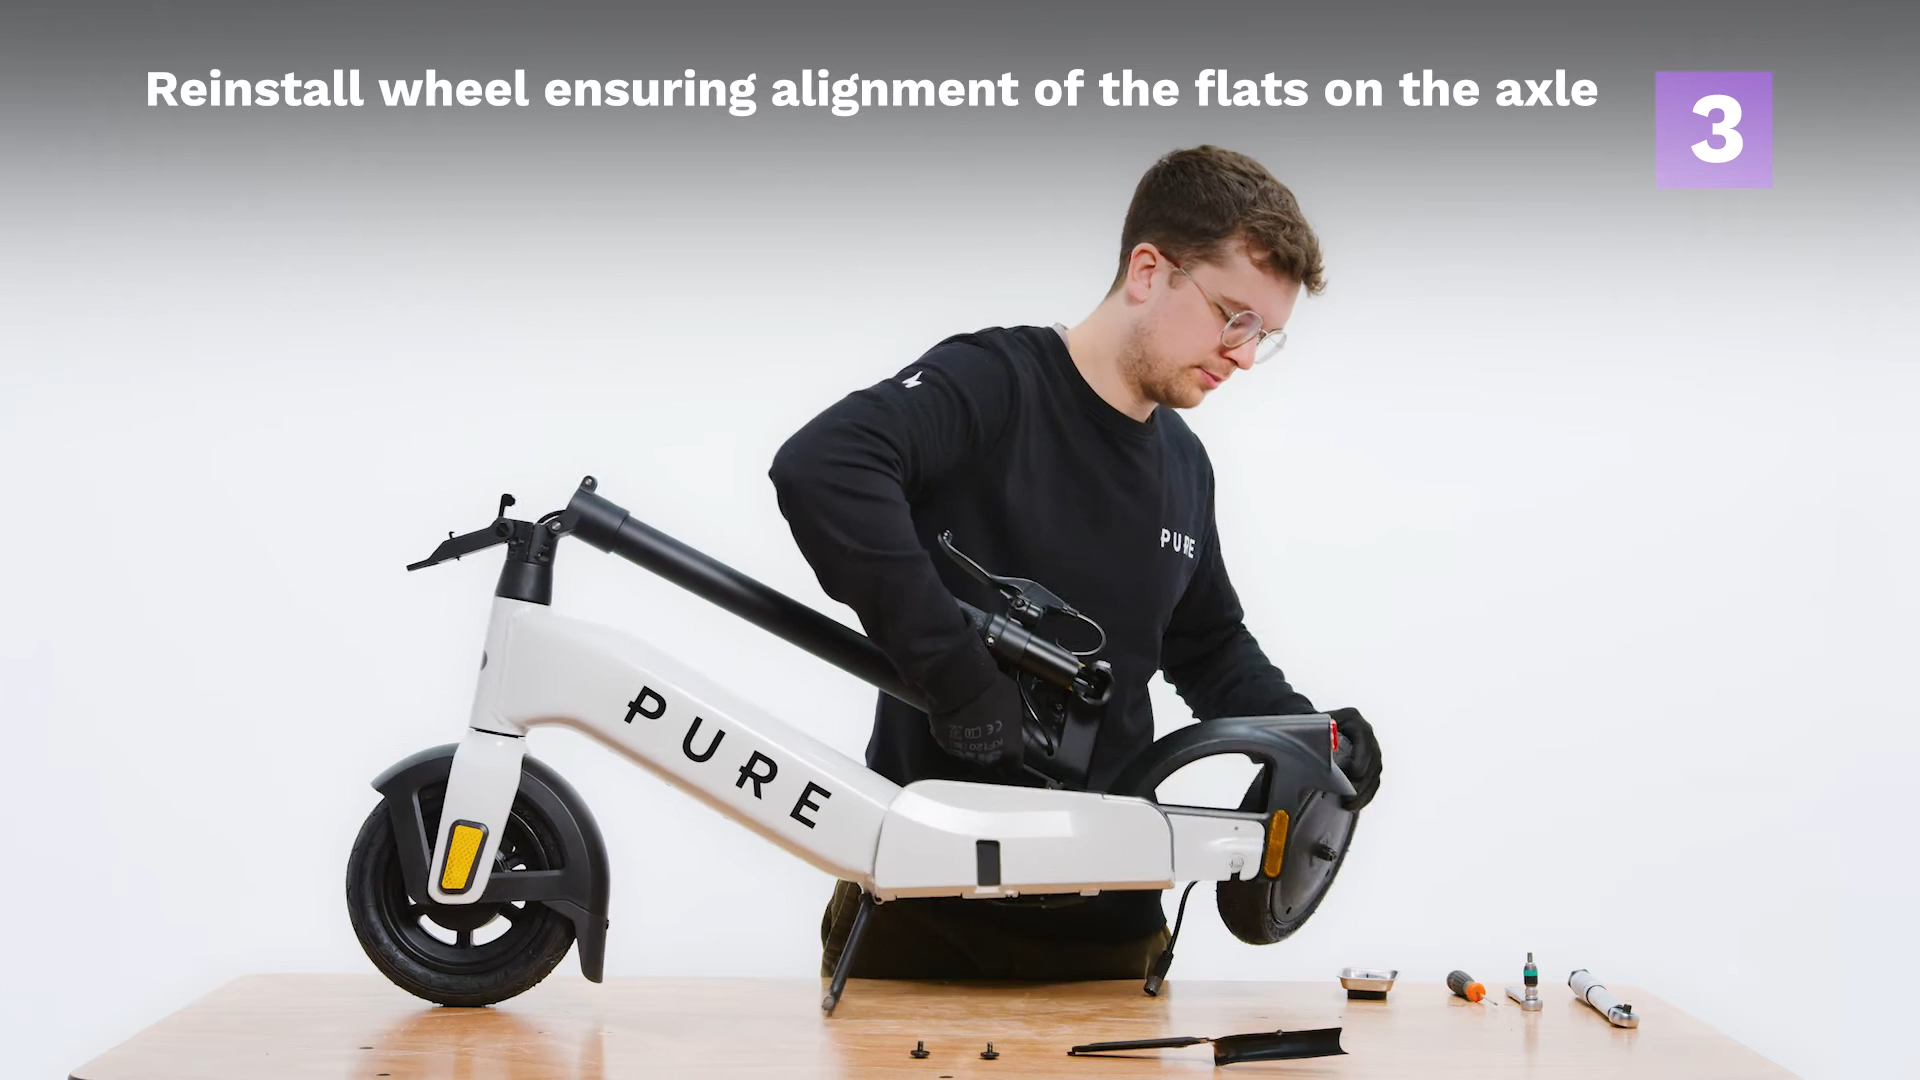 Reinstall wheel ensuring alignment of the flats on the axle
3
PURE
PURE